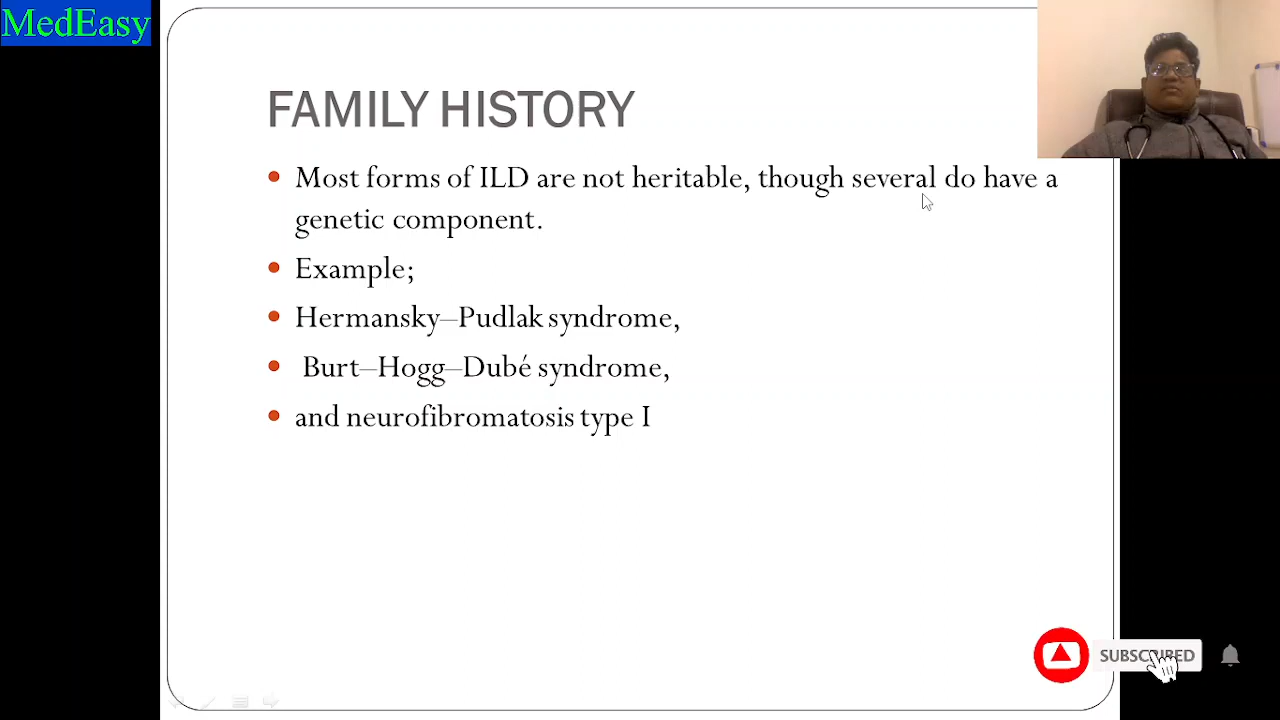 MedEasy
FAMILY HISTORY
Most forms of ILD are not heritable, though several do have a
genetic component.
Example;
Hermansky–Pudlak syndrome,
Burt–Hogg–Dubé syndrome,
and neurofibromatosis type I
SUBSCRIBED